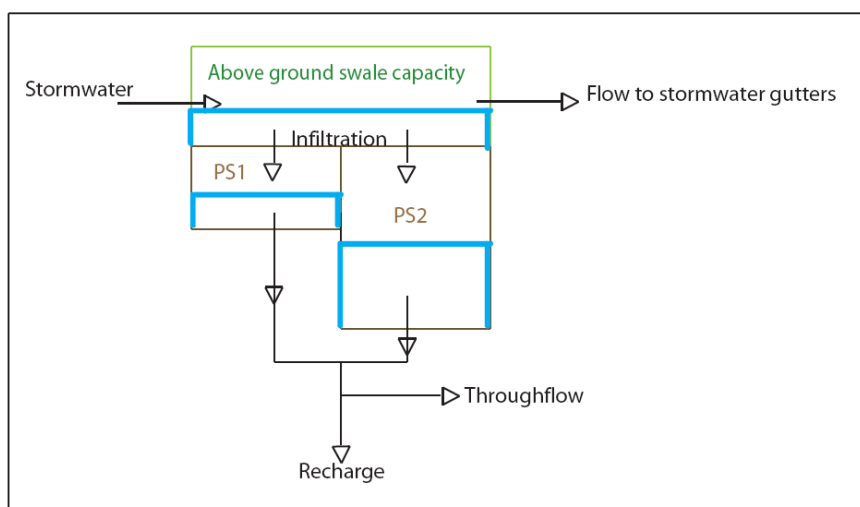 Above ground swale capacity
Stormwater
Flow to stormwater gutters
Infiltration
PS1
PS2
Throughflow
Recharge